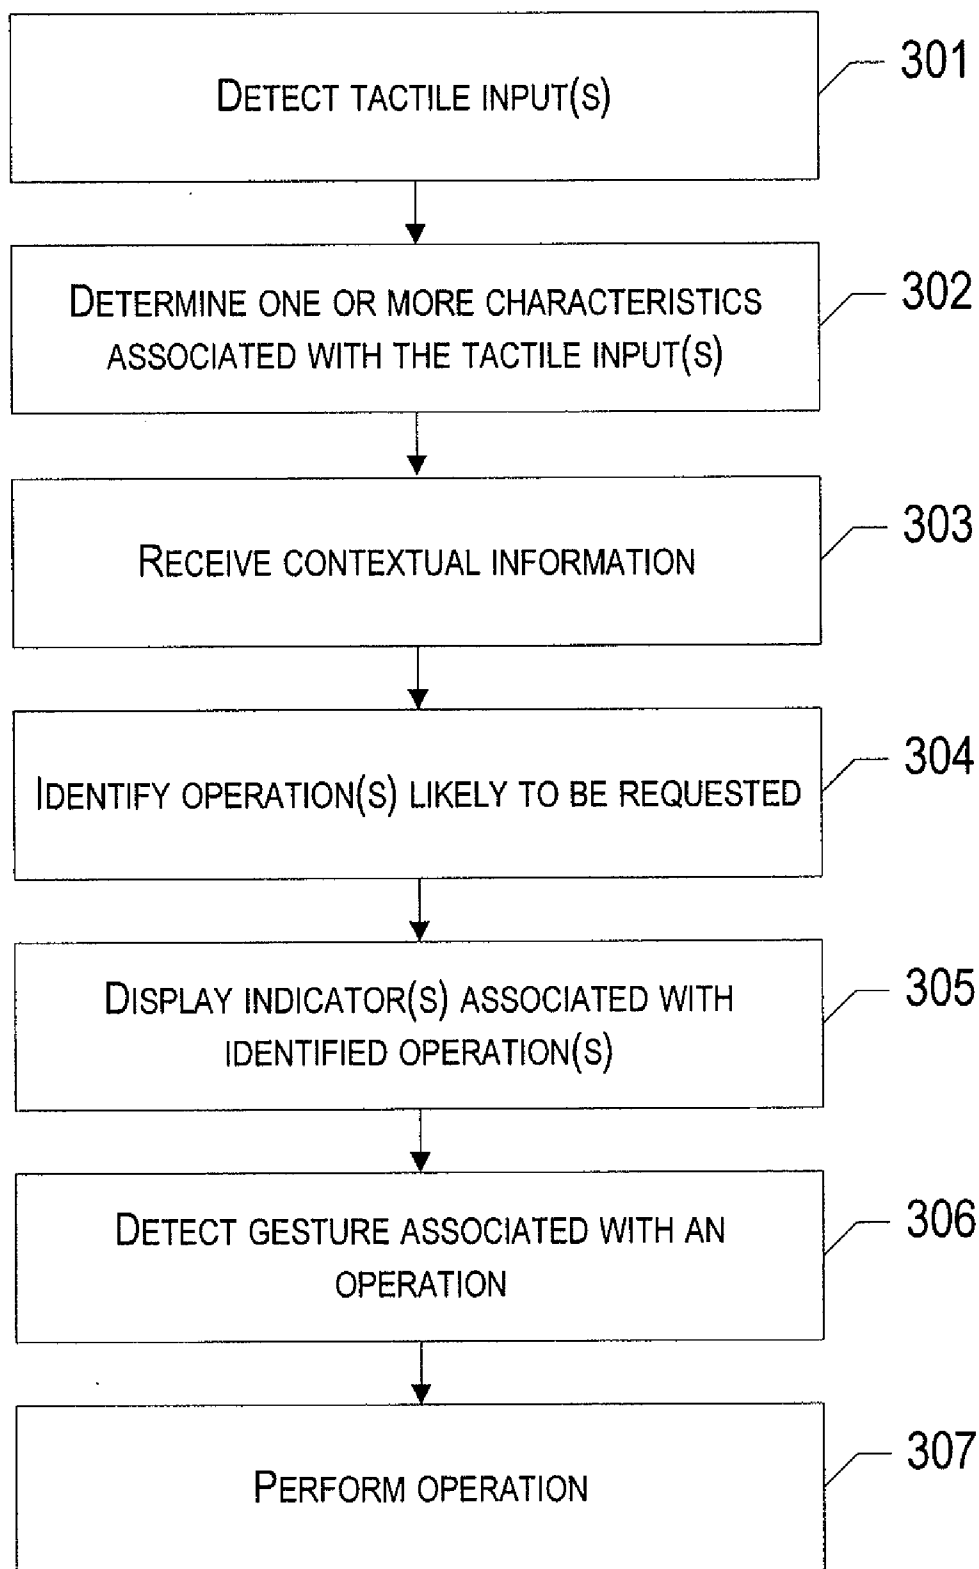 DETECT TACTILE INPUT(S)
301
DETERMINE ONE OR MORE CHARACTERISTICS
ASSOCIATED WITH THE TACTILE INPUT(S)
302
RECEIVE CONTEXTUAL INFORMATION
303
IDENTIFY OPERATION(S) LIKELY TO BE REQUESTED
304
DISPLAY INDICATOR(S) ASSOCIATED WITH
IDENTIFIED OPERATION(S)
305
DETECT GESTURE ASSOCIATED WITH AN
OPERATION
306
PERFORM OPERATION
307